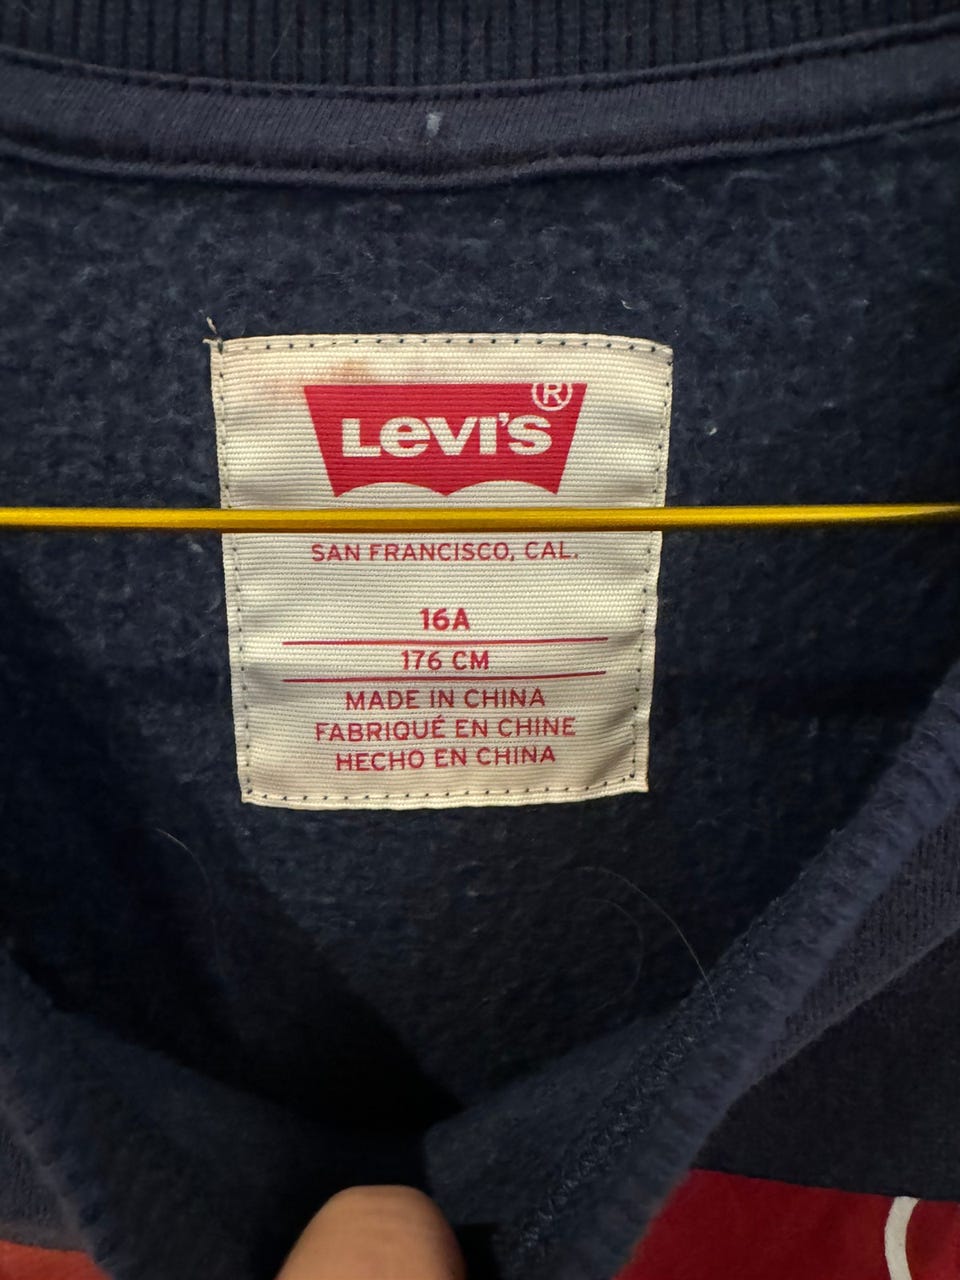 LEVI'S®
SAN FRANCISCO, CAL.
16A
176 CM
MADE IN CHINA
FABRIQUÉ EN CHINE
HECHO EN CHINA